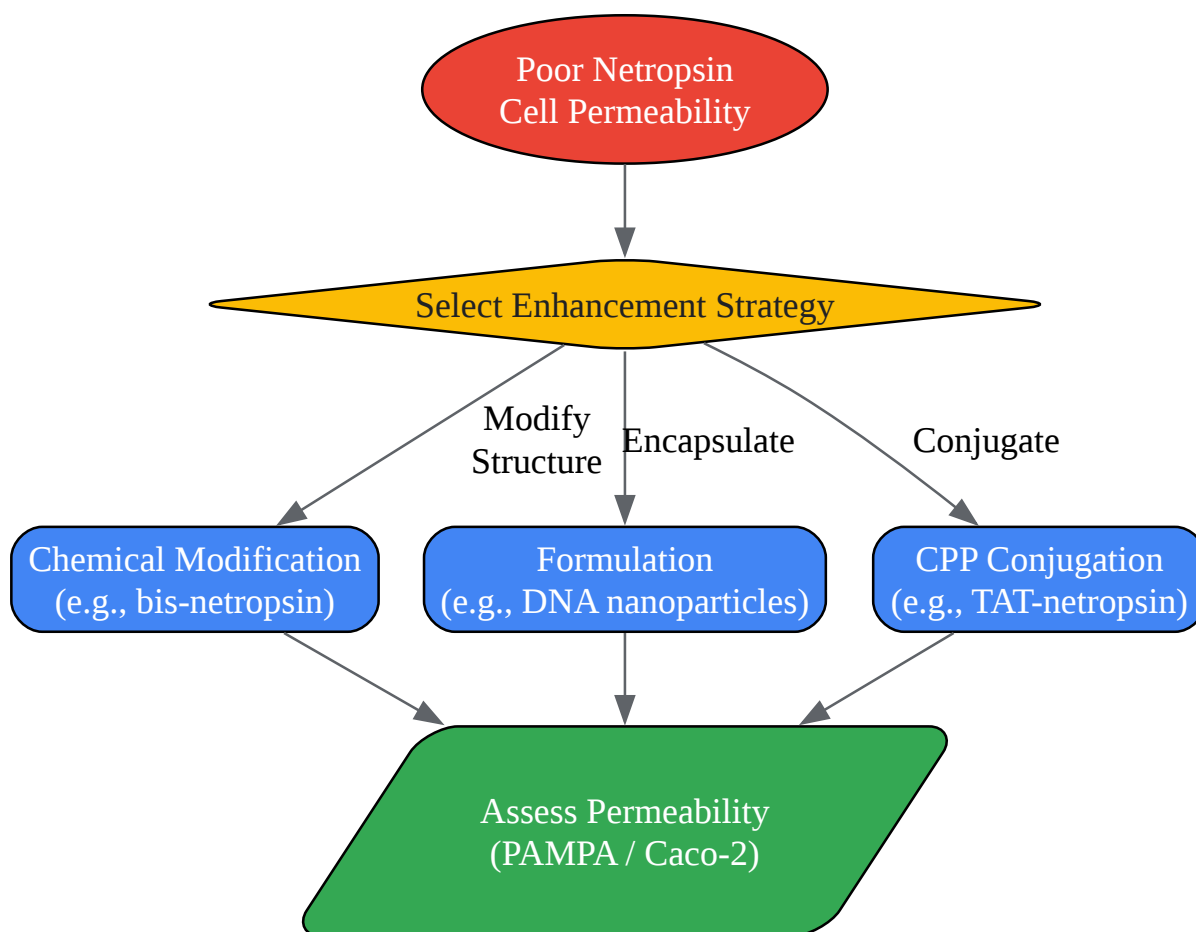 Poor Netropsin
Cell Permeability
Select Enhancement Strategy
Modify
Structure
Encapsulate
Conjugate
Chemical Modification
(e.g., bis-netropsin)
Formulation
(e.g., DNA nanoparticles)
CPP Conjugation
(e.g., TAT-netropsin)
Assess Permeability
(PAMPA / Caco-2)